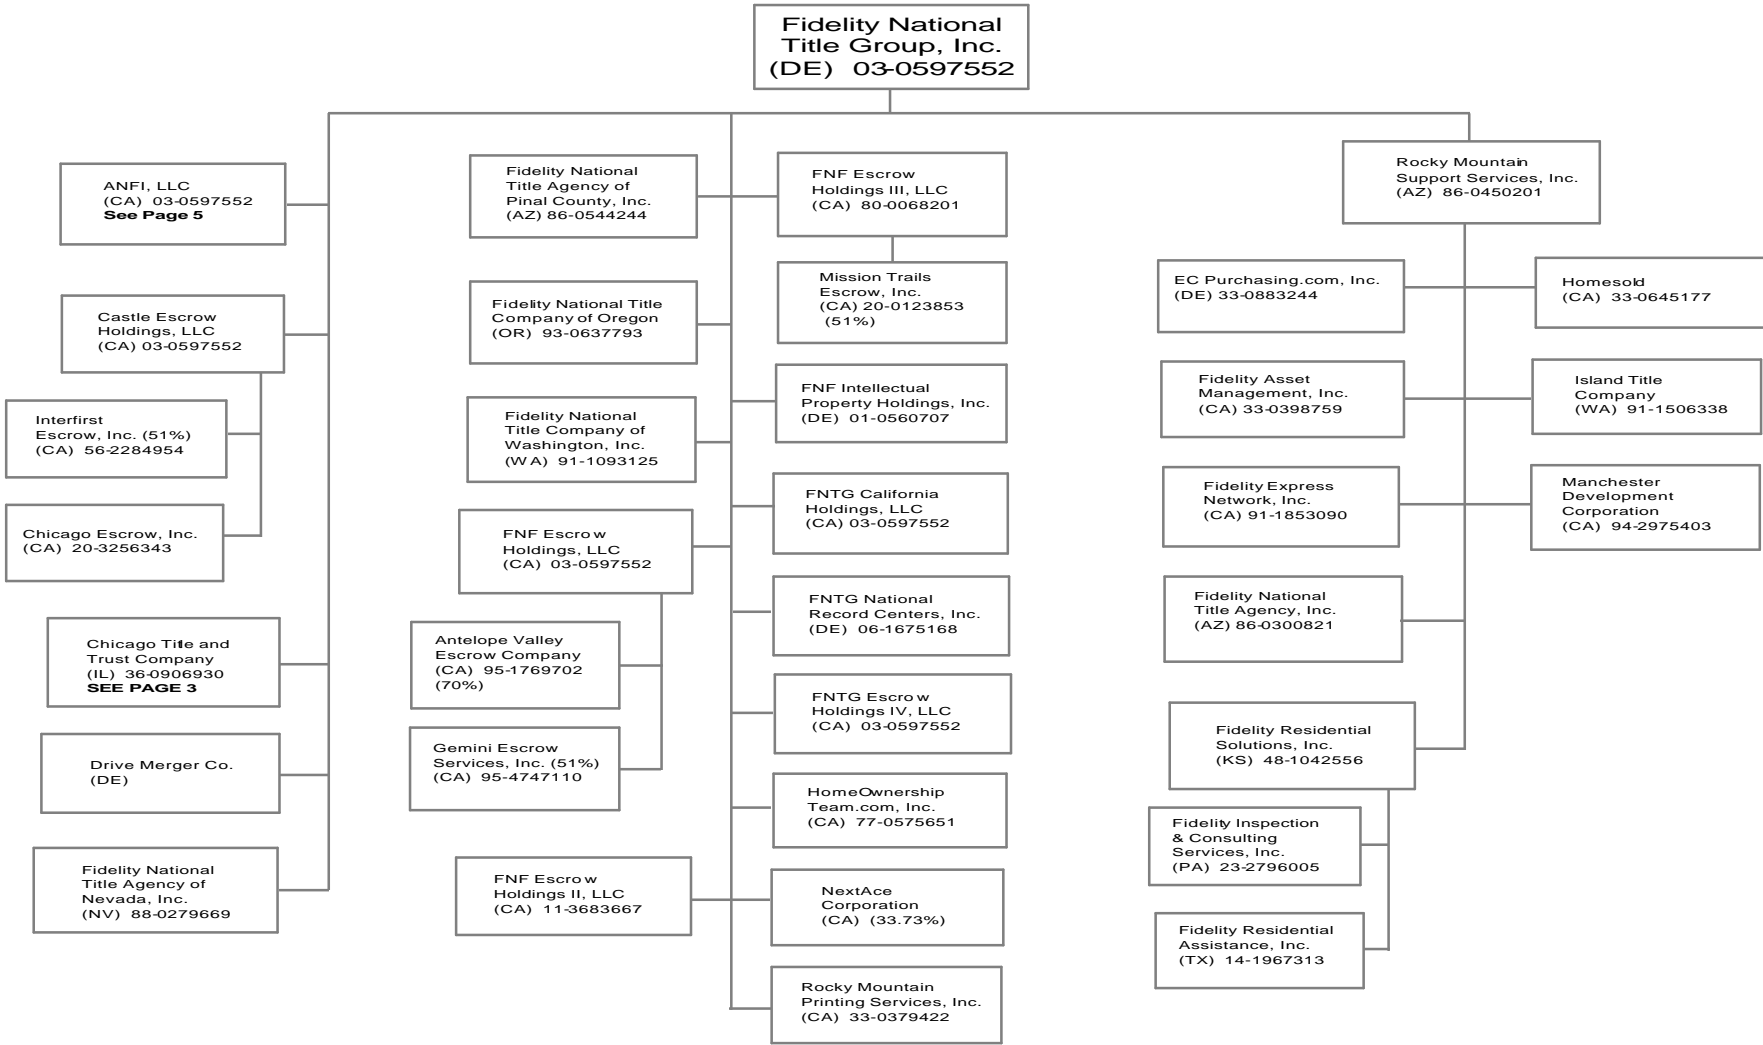 Fidelity National
Title Group, Inc.
(DE) 03-0597552
ANFI, LLC
(CA) 03-0597552
See Page 5
Castle Escrow
Holdings, LLC
(CA) 03-0597552
Interfirst
Escrow, Inc. (51%)
(CA) 56-2284954
Chicago Escrow, Inc.
(CA) 20-3256343
Chicago Title and
Trust Company
(IL) 36-0906930
SEE PAGE 3
Drive Merger Co.
(DE)
Fidelity National
Title Agency of
Nevada, Inc.
(NV) 88-0279669
Fidelity National
Title Agency of
Pinal County, Inc.
(AZ) 86-0544244
Fidelity National Title
Company of Oregon
(OR) 93-0637793
Fidelity National
Title Company of
Washington, Inc.
(WA) 91-1093125
FNF Escrow
Holdings, LLC
(CA) 03-0597552
Antelope Valley
Escrow Company
(CA) 95-1769702
(70%)
Gemini Escrow
Services, Inc. (51%)
(CA) 95-4747110
FNF Escrow
Holdings II, LLC
(CA) 11-3683667
FNF Escrow
Holdings III, LLC
(CA) 80-0068201
Mission Trails
Escrow, Inc.
(CA) 20-0123853
(51%)
FNF Intellectual
Property Holdings, Inc.
(DE) 01-0560707
FNTG California
Holdings, LLC
(CA) 03-0597552
FNTG National
Record Centers, Inc.
(DE) 06-1675168
FNTG Escrow
Holdings IV, LLC
(CA) 03-0597552
HomeOwnership
Team.com, Inc.
(CA) 77-0575651
NextAce
Corporation
(CA) (33.73%)
Rocky Mountain
Printing Services, Inc.
(CA) 33-0379422
Rocky Mountain
Support Services, Inc.
(AZ) 86-0450201
EC Purchasing.com, Inc.
(DE) 33-0883244
Homesold
(CA) 33-0645177
Fidelity Asset
Management, Inc.
(CA) 33-0398759
Island Title
Company
(WA) 91-1506338
Fidelity Express
Network, Inc.
(CA) 91-1853090
Manchester
Development
Corporation
(CA) 94-2975403
Fidelity National
Title Agency, Inc.
(AZ) 86-0300821
Fidelity Residential
Solutions, Inc.
(KS) 48-1042556
Fidelity Inspection
& Consulting
Services, Inc.
(PA) 23-2796005
Fidelity Residential
Assistance, Inc.
(TX) 14-1967313